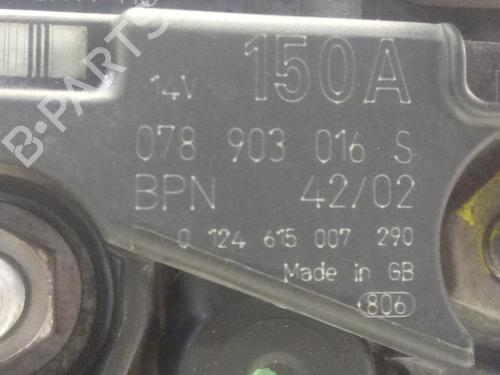 14V 150A
078 903 016 S
BPN 42/02
0 124 615 007 290
Made in GB
806
B-PARTS